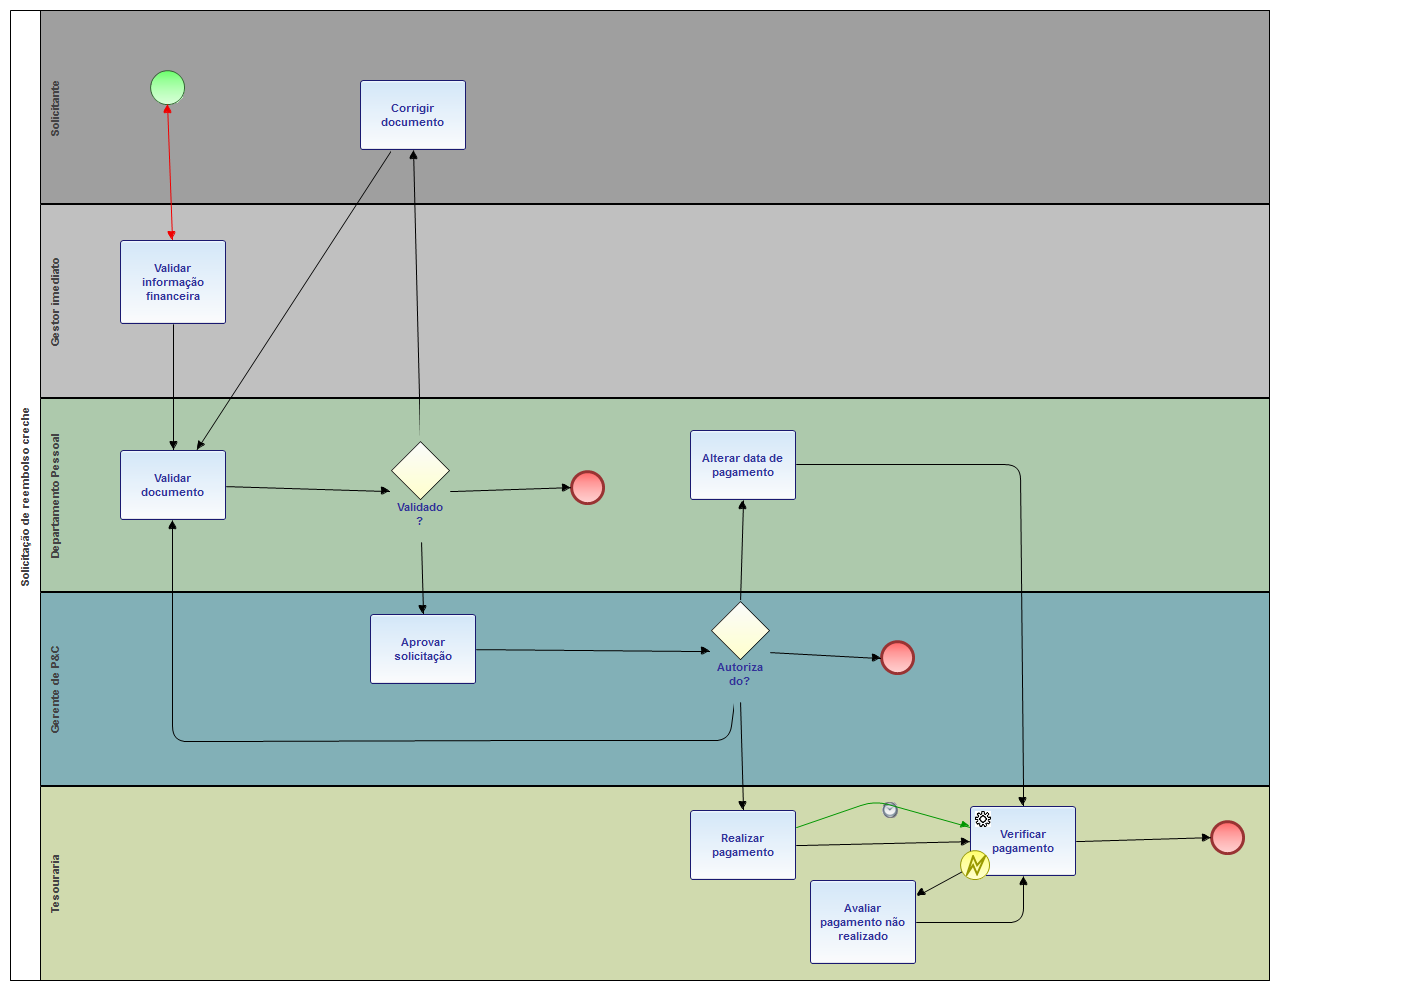 Solicitação de reembolso creche
Solicitante
Corrigir
documento
Gestor imediato
Validar
informação
financeira
Departamento Pessoal
Validar
documento
Validado
?
Alterar data de
pagamento
Gerente de P&C
Aprovar
solicitação
Autoriza
do?
Tesouraria
Realizar
pagamento
Verificar
pagamento
Avaliar
pagamento não
realizado